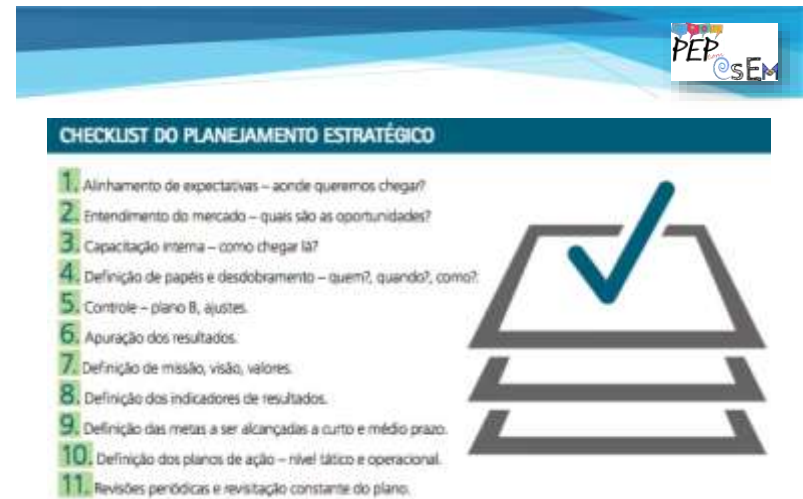 PEP
@sEM
CHECKLIST DO PLANEJAMENTO ESTRATÉGICO
1. Alinhamento de expectativas – aonde queremos chegar?
2. Entendimento do mercado – quais são as oportunidades?
3. Capacitação interna – como chegar lá?
4. Definição de papéis e desdobramento – quem?, quando?, como?.
5. Controle – plano B, ajustes.
6. Apuração dos resultados.
7. Definição de missão, visão, valores.
8. Definição dos indicadores de resultados.
9. Definição das metas a ser alcançadas a curto e médio prazo.
10. Definição dos planos de ação – nível tático e operacional.
11. Revisões periódicas e revisitação constante do plano.